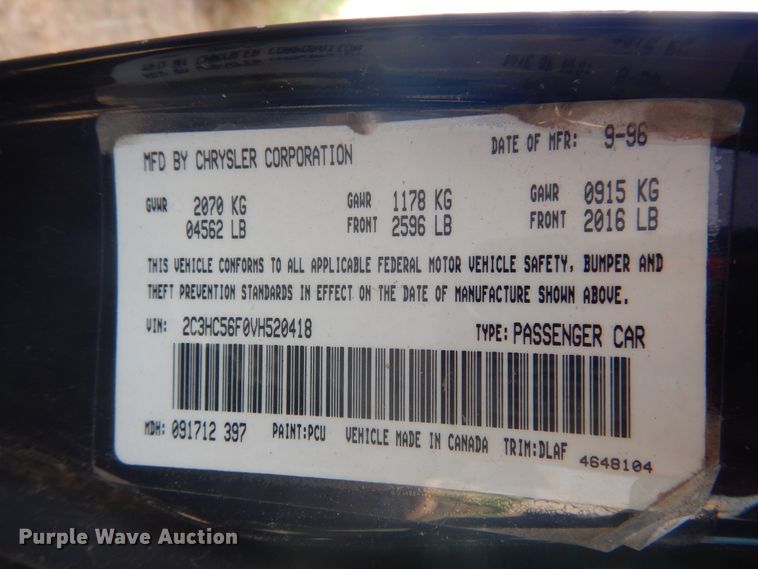 MFD BY CHRYSLER CORPORATION DATE OF MFR: 9-96
GVWR 2070 KG GAWR 1178 KG GAWR 0915 KG
04562 LB FRONT 2596 LB FRONT 2016 LB
THIS VEHICLE CONFORMS TO ALL APPLICABLE FEDERAL MOTOR VEHICLE SAFETY, BUMPER AND
THEFT PREVENTION STANDARDS IN EFFECT ON THE DATE OF MANUFACTURE SHOWN ABOVE.
VIN: 2C3HC56F0VH520418 TYPE: PASSENGER CAR
MDH: 091712 397 PAINT:PCU VEHICLE MADE IN CANADA TRIM:DLAF 4648104
Purple Wave Auction